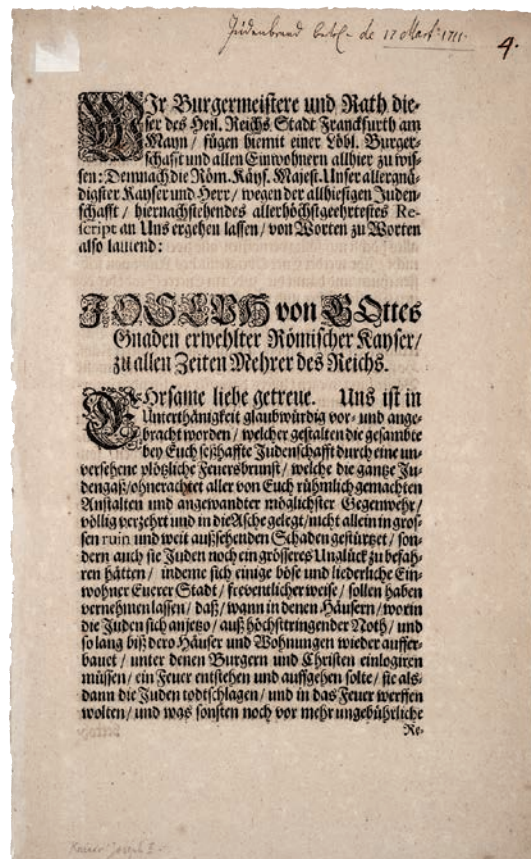 Judenbrand betr. de 17 Mart: 1711.
4.
WIr Burgermeistere und Rath die-
ser des Heil. Reichs Stadt Franckfurth am
Mayn / fügen hiemit einer Löbl. Burger-
schafft und allen Einwohnern allhier zu wis-
sen: Demnach die Röm. Käys. Majest. Unser allergnä-
digster Kayser und Herr / wegen der allhiesigen Juden-
schafft / hiernachstehendes allerhöchstgeehrtestes Re-
script an Uns ergehen lassen / von Worten zu Worten
also lautend:
JOSEPH von GOttes
Gnaden erwehlter Römischer Kayser /
zu allen Zeiten Mehrer des Reichs.
EHrsame liebe getreue. Uns ist in
Unterthänigkeit glaubwürdig vor- und ange-
bracht worden / welcher gestalten die gesambte
bey Euch seßhaffte Judenschafft durch eine un-
versehene plötzliche Feuersbrunst / welche die gantze Ju-
dengaß / ohnerachtet aller von Euch rühmlich gemachten
Anstalten und angewandter möglichster Gegenwehr /
völlig verzehrt und in die Asche gelegt / nicht allein in gros-
sen ruin und weit außsehenden Schaden gestürtzet / son-
dern auch sie Juden noch ein grösseres Unglück zu befah-
ren hätten / indeme sich einige böse und liederliche Ein-
wohner Euerer Stadt / freventlicher weise / sollen haben
vernehmen lassen / daß / wann in denen Häusern / worin
die Juden sich anjetzo / auß höchsttringender Noth / und
so lang biß dero Häuser und Wohnungen wieder aufer-
bauet / unter denen Burgern und Christen einlogiren
müssen / ein Feuer entstehen und auffgehen solte / sie als-
dann die Juden todtschlagen / und in das Feuer werffen
wolten / und was sonsten noch vor mehr ungebührliche
Re-
Kaiser Joseph I.